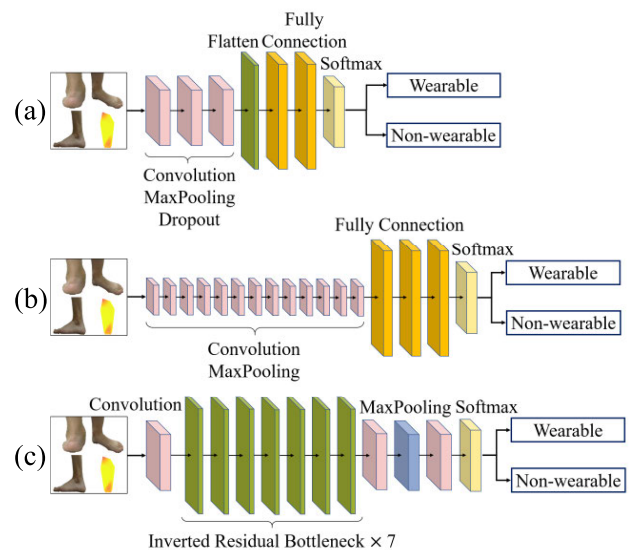 (a)
Fully
Flatten Connection
Softmax
Wearable
Non-wearable
Convolution
MaxPooling
Dropout
(b)
Fully Connection
Softmax
Wearable
Non-wearable
Convolution
MaxPooling
(c)
Convolution
MaxPooling Softmax
Wearable
Non-wearable
Inverted Residual Bottleneck × 7